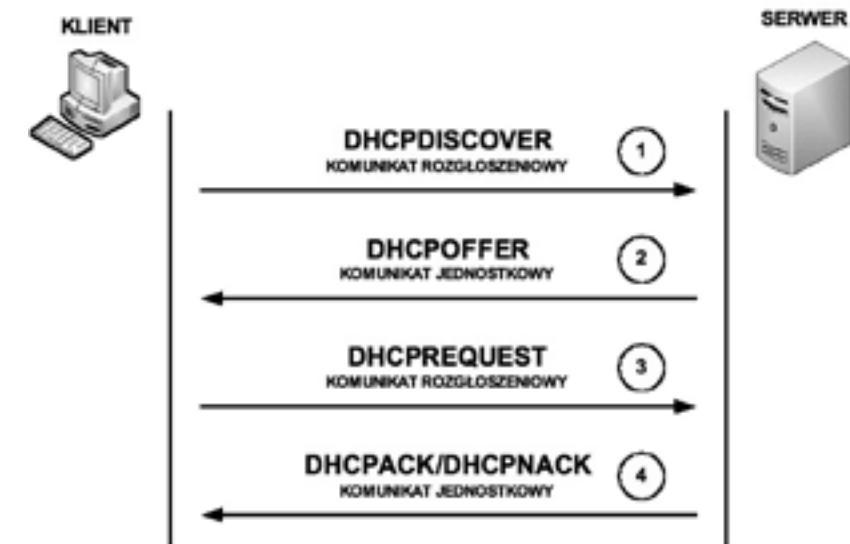 KLIENT
SERWER
DHCPDISCOVER
KOMUNIKAT ROZGŁOSZENIOWY
1
DHCPOFFER
KOMUNIKAT JEDNOSTKOWY
2
DHCPREQUEST
KOMUNIKAT ROZGŁOSZENIOWY
3
DHCPACK/DHCPNACK
KOMUNIKAT JEDNOSTKOWY
4